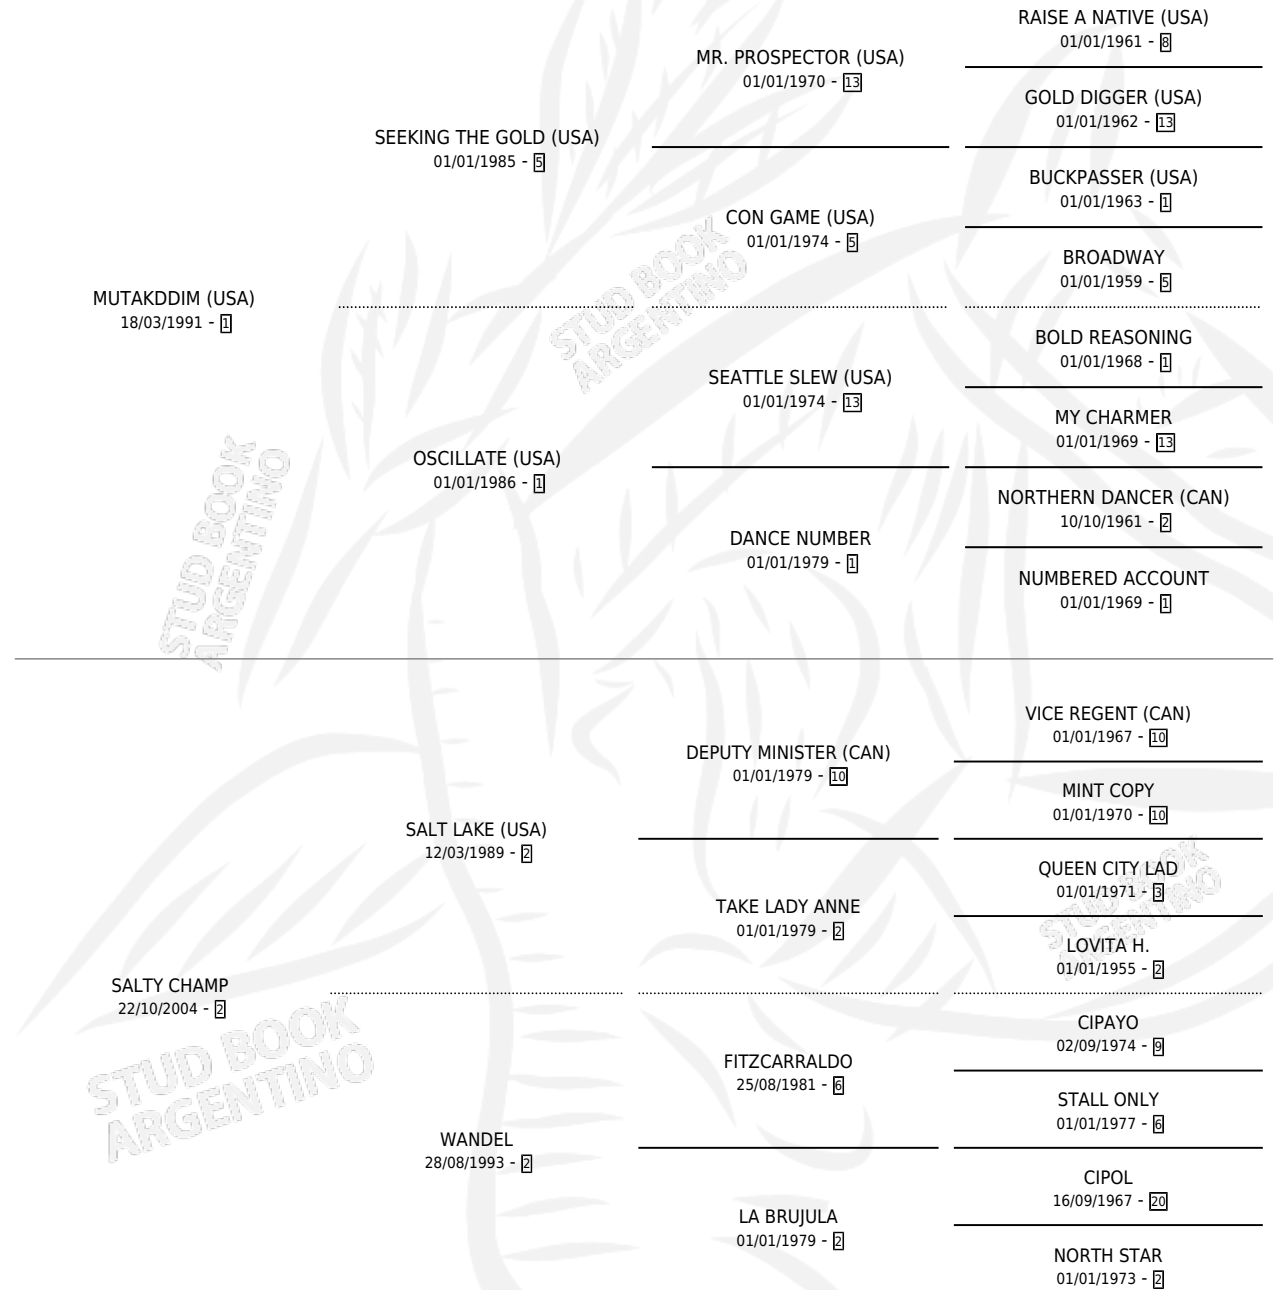 RAISE A NATIVE (USA)
01/01/1961 - 8
MR. PROSPECTOR (USA)
01/01/1970 - 13
GOLD DIGGER (USA)
01/01/1962 - 13
SEEKING THE GOLD (USA)
01/01/1985 - 5
BUCKPASSER (USA)
01/01/1963 - 1
CON GAME (USA)
01/01/1974 - 5
BROADWAY
01/01/1959 - 5
MUTAKDDIM (USA)
18/03/1991 - 1
BOLD REASONING
01/01/1968 - 1
SEATTLE SLEW (USA)
01/01/1974 - 13
MY CHARMER
01/01/1969 - 13
OSCILLATE (USA)
01/01/1986 - 1
NORTHERN DANCER (CAN)
10/10/1961 - 2
DANCE NUMBER
01/01/1979 - 1
NUMBERED ACCOUNT
01/01/1969 - 1
VICE REGENT (CAN)
01/01/1967 - 10
DEPUTY MINISTER (CAN)
01/01/1979 - 10
MINT COPY
01/01/1970 - 10
SALT LAKE (USA)
12/03/1989 - 2
QUEEN CITY LAD
01/01/1971 - 3
TAKE LADY ANNE
01/01/1979 - 2
LOVITA H.
01/01/1955 - 2
SALTY CHAMP
22/10/2004 - 2
CIPAYO
02/09/1974 - 9
FITZCARRALDO
25/08/1981 - 6
STALL ONLY
01/01/1977 - 6
WANDEL
28/08/1993 - 2
CIPOL
16/09/1967 - 20
LA BRUJULA
01/01/1979 - 2
NORTH STAR
01/01/1973 - 2
STUD BOOK
ARGENTINO
STUD BOOK
ARGENTINO
STUD BOOK
ARGENTINO
STUD BOOK
ARGENTINO